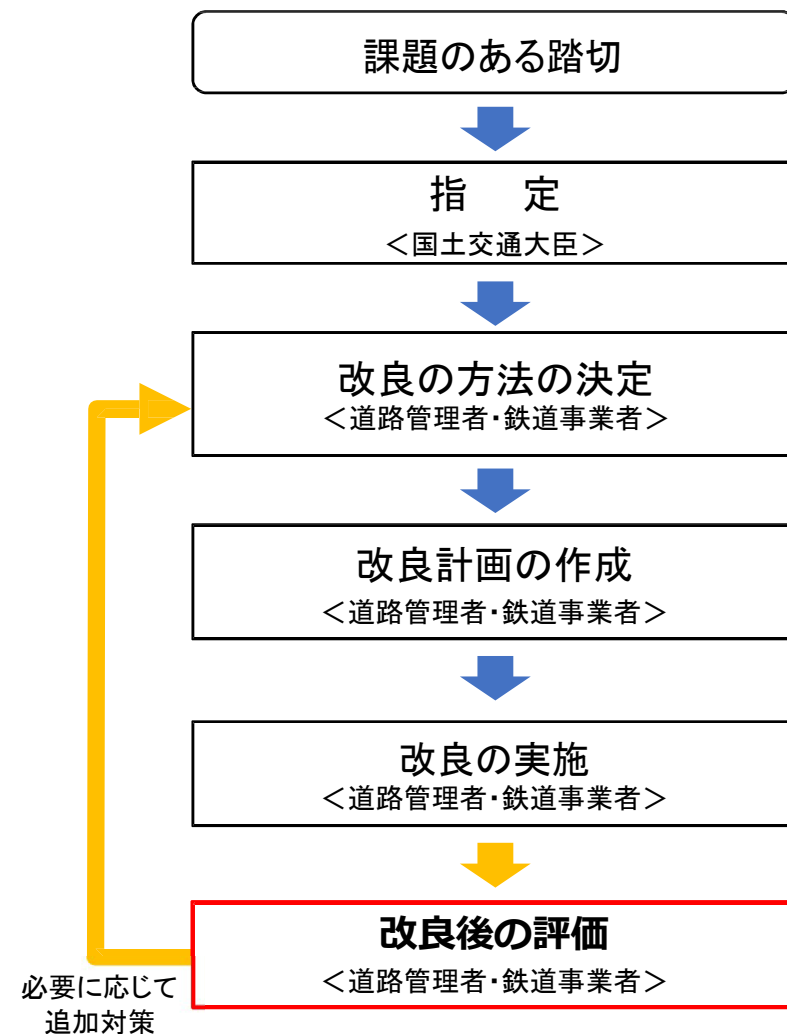 課題のある踏切
指 定
＜国土交通大臣＞
改良の方法の決定
＜道路管理者・鉄道事業者＞
改良計画の作成
＜道路管理者・鉄道事業者＞
改良の実施
＜道路管理者・鉄道事業者＞
改良後の評価
＜道路管理者・鉄道事業者＞
必要に応じて
追加対策